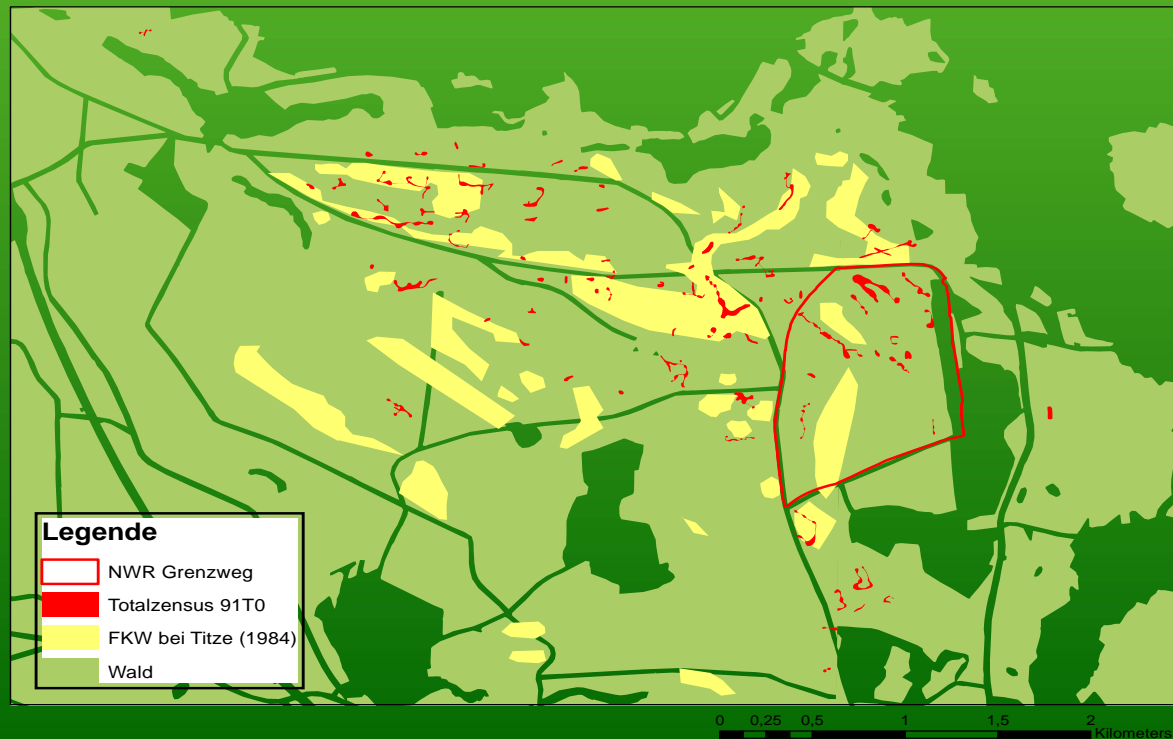 Legende
NWR Grenzweg
Totalzensus 91T0
FKW bei Titze (1984)
Wald
0 0,25 0,5 1 1,5 2
Kilometers